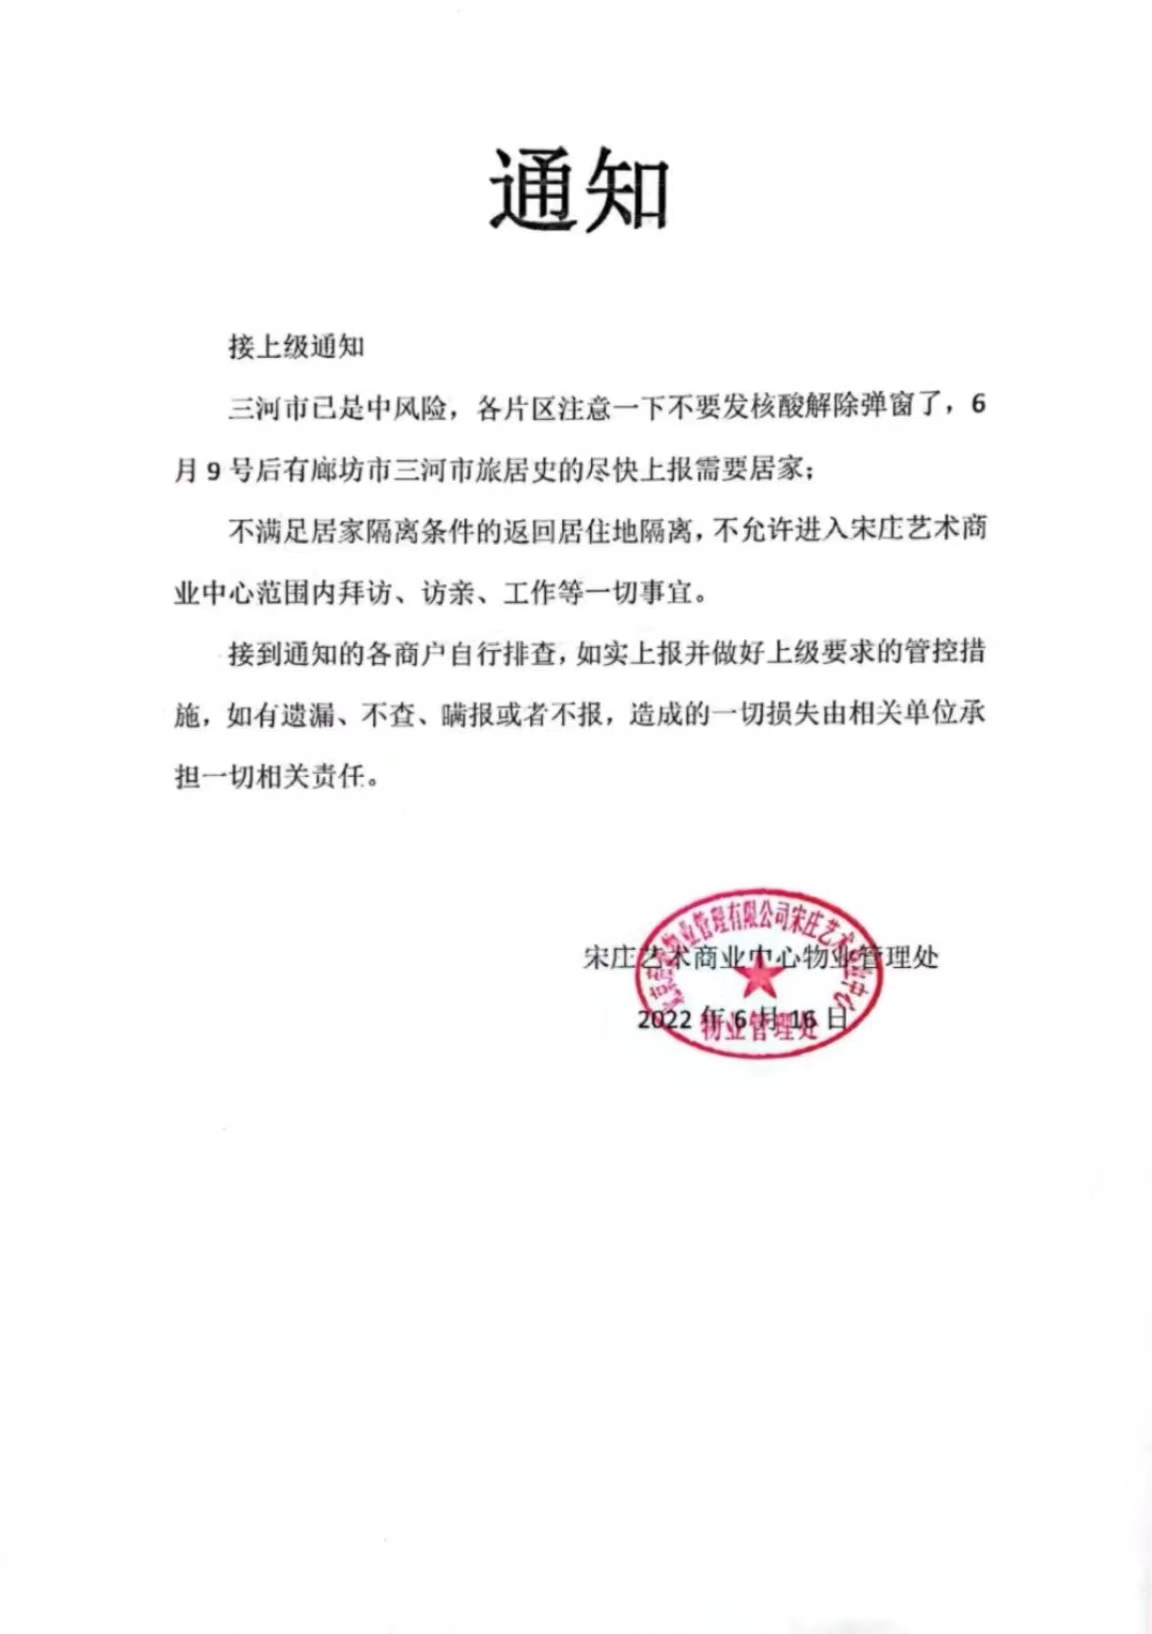 通知
接上级通知
三河市已是中风险，各片区注意一下不要发核酸解除弹窗了，6
月 9 号后有廊坊市三河市旅居史的尽快上报需要居家；
不满足居家隔离条件的返回居住地隔离，不允许进入宋庄艺术商
业中心范围内拜访、访亲、工作等一切事宜。
接到通知的各商户自行排查，如实上报并做好上级要求的管控措
施，如有遗漏、不查、瞒报或者不报，造成的一切损失由相关单位承
担一切相关责任。
宋庄艺术商业中心物业管理处
2022 年 6 月 16 日
物业管理有限公司宋庄艺术商业中心
物业管理处